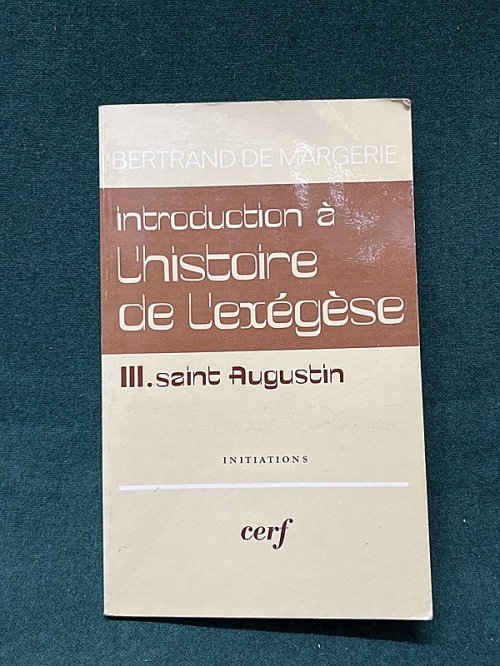 BERTRAND DE MARGERIE
introduction à
l'histoire
de l'exégèse
III. saint Augustin
INITIATIONS
cerf